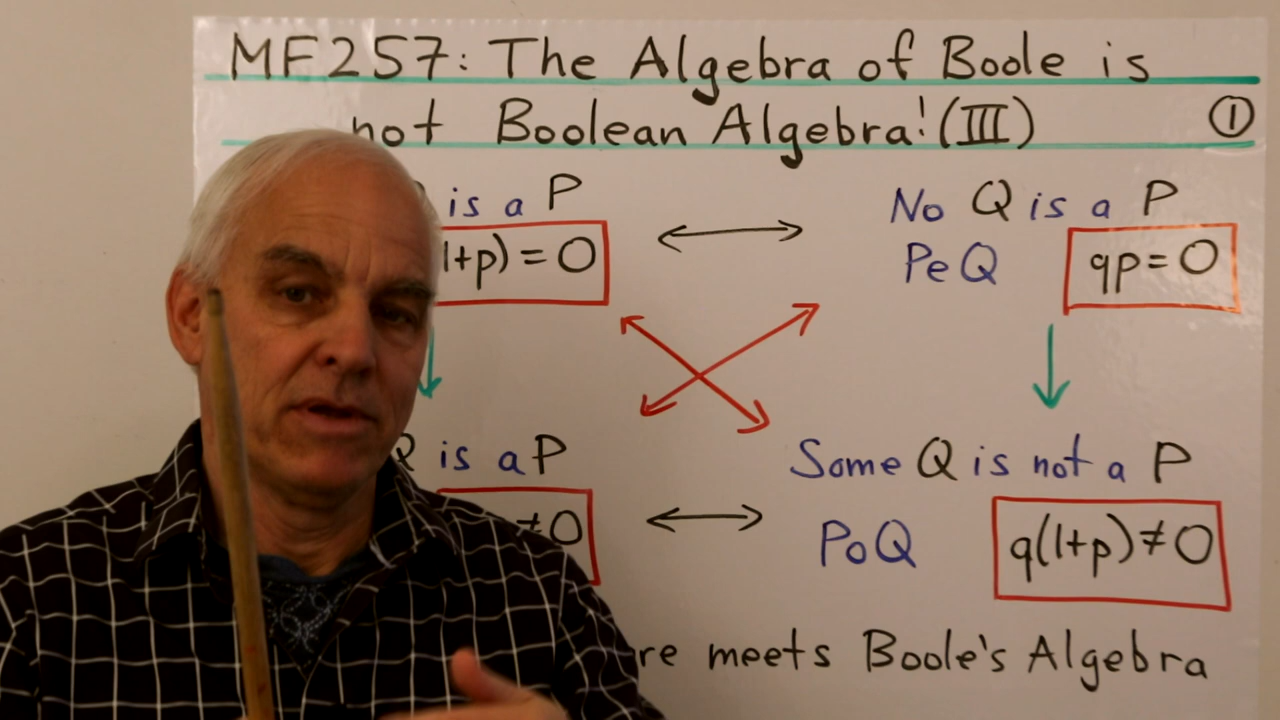 MF257: The Algebra of Boole is
not Boolean Algebra! (III) ①
is a P
1+p) = 0
No Q is a P
PeQ qp = 0
Q is a P
≠0
Some Q is not a P
PoQ q(1+p) ≠ 0
re meets Boole's Algebra